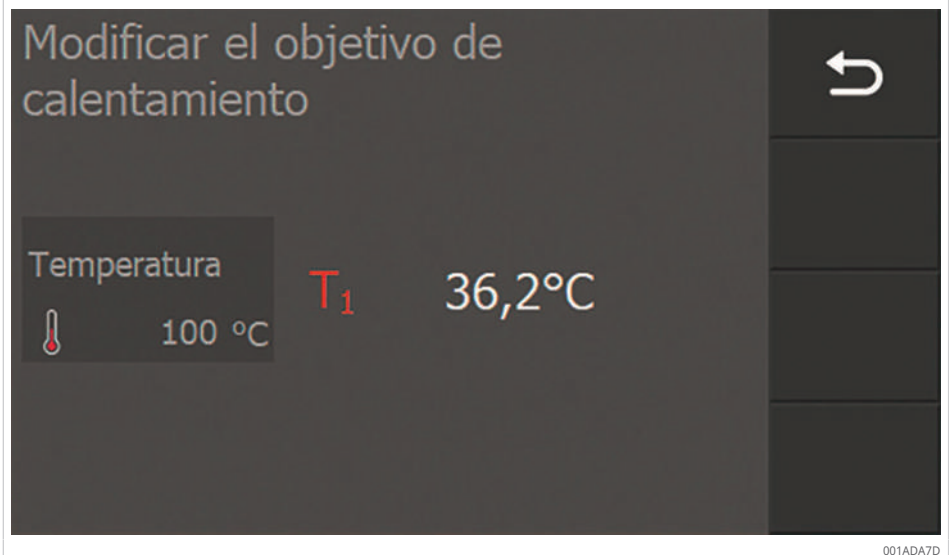 Modificar el objetivo de
calentamiento
Temperatura
100 °C
T₁ 36,2°C
001ADA7D